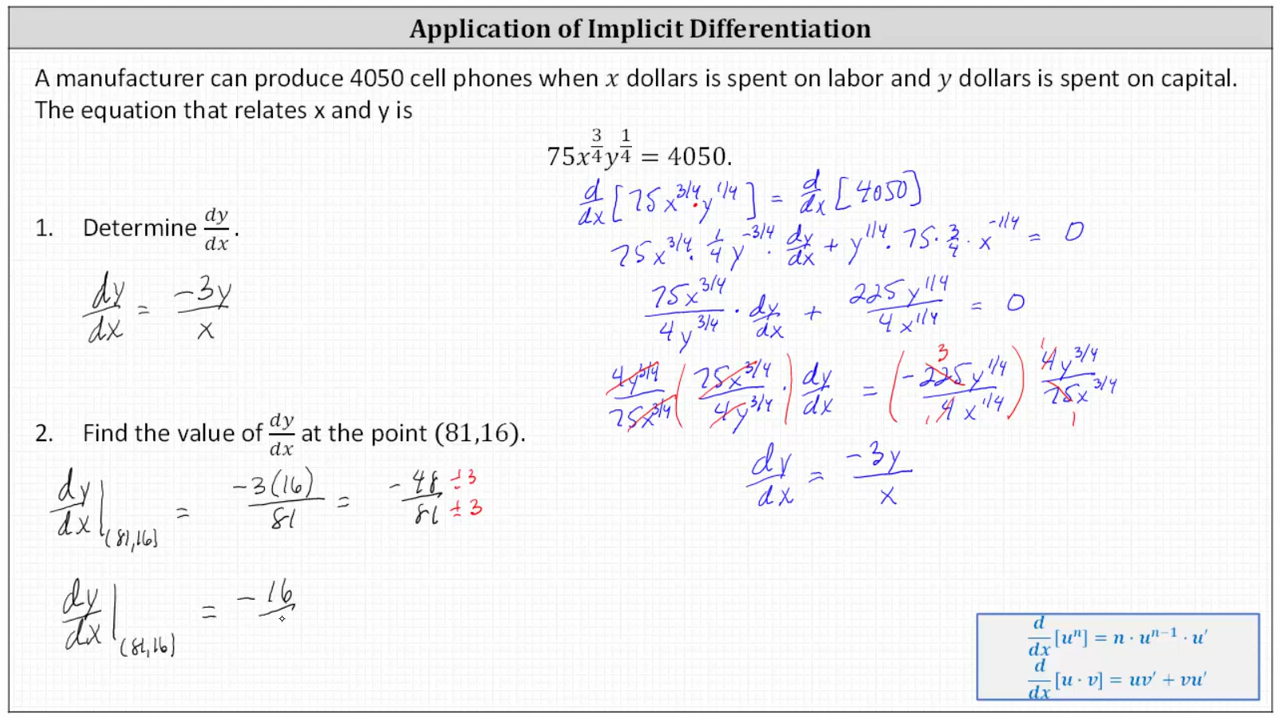 Application of Implicit Differentiation
A manufacturer can produce 4050 cell phones when x dollars is spent on labor and y dollars is spent on capital.
The equation that relates x and y is
75x^{3/4}y^{1/4} = 4050.
d/dx [75x^{3/4}·y^{1/4}] = d/dx [4050]
75x^{3/4} · 1/4 y^{-3/4} · dy/dx + y^{1/4} · 75 · 3/4 · x^{-1/4} = 0
75x^{3/4}/4y^{3/4} · dy/dx + 225y^{1/4}/4x^{1/4} = 0
4y^{3/4}/75x^{3/4} (75x^{3/4}/4y^{3/4}) · dy/dx = (-225y^{1/4}/4x^{1/4}) 4y^{3/4}/75x^{3/4}
3 1 1 1
dy/dx = -3y/x
1. Determine dy/dx.
dy/dx = -3y/x
2. Find the value of dy/dx at the point (81,16).
dy/dx |(81,16) = -3(16)/81 = -48/81 ÷3 ÷3
dy/dx |(81,16) = -16/
d/dx [uⁿ] = n · uⁿ⁻¹ · u′
d/dx [u · v] = uv′ + vu′